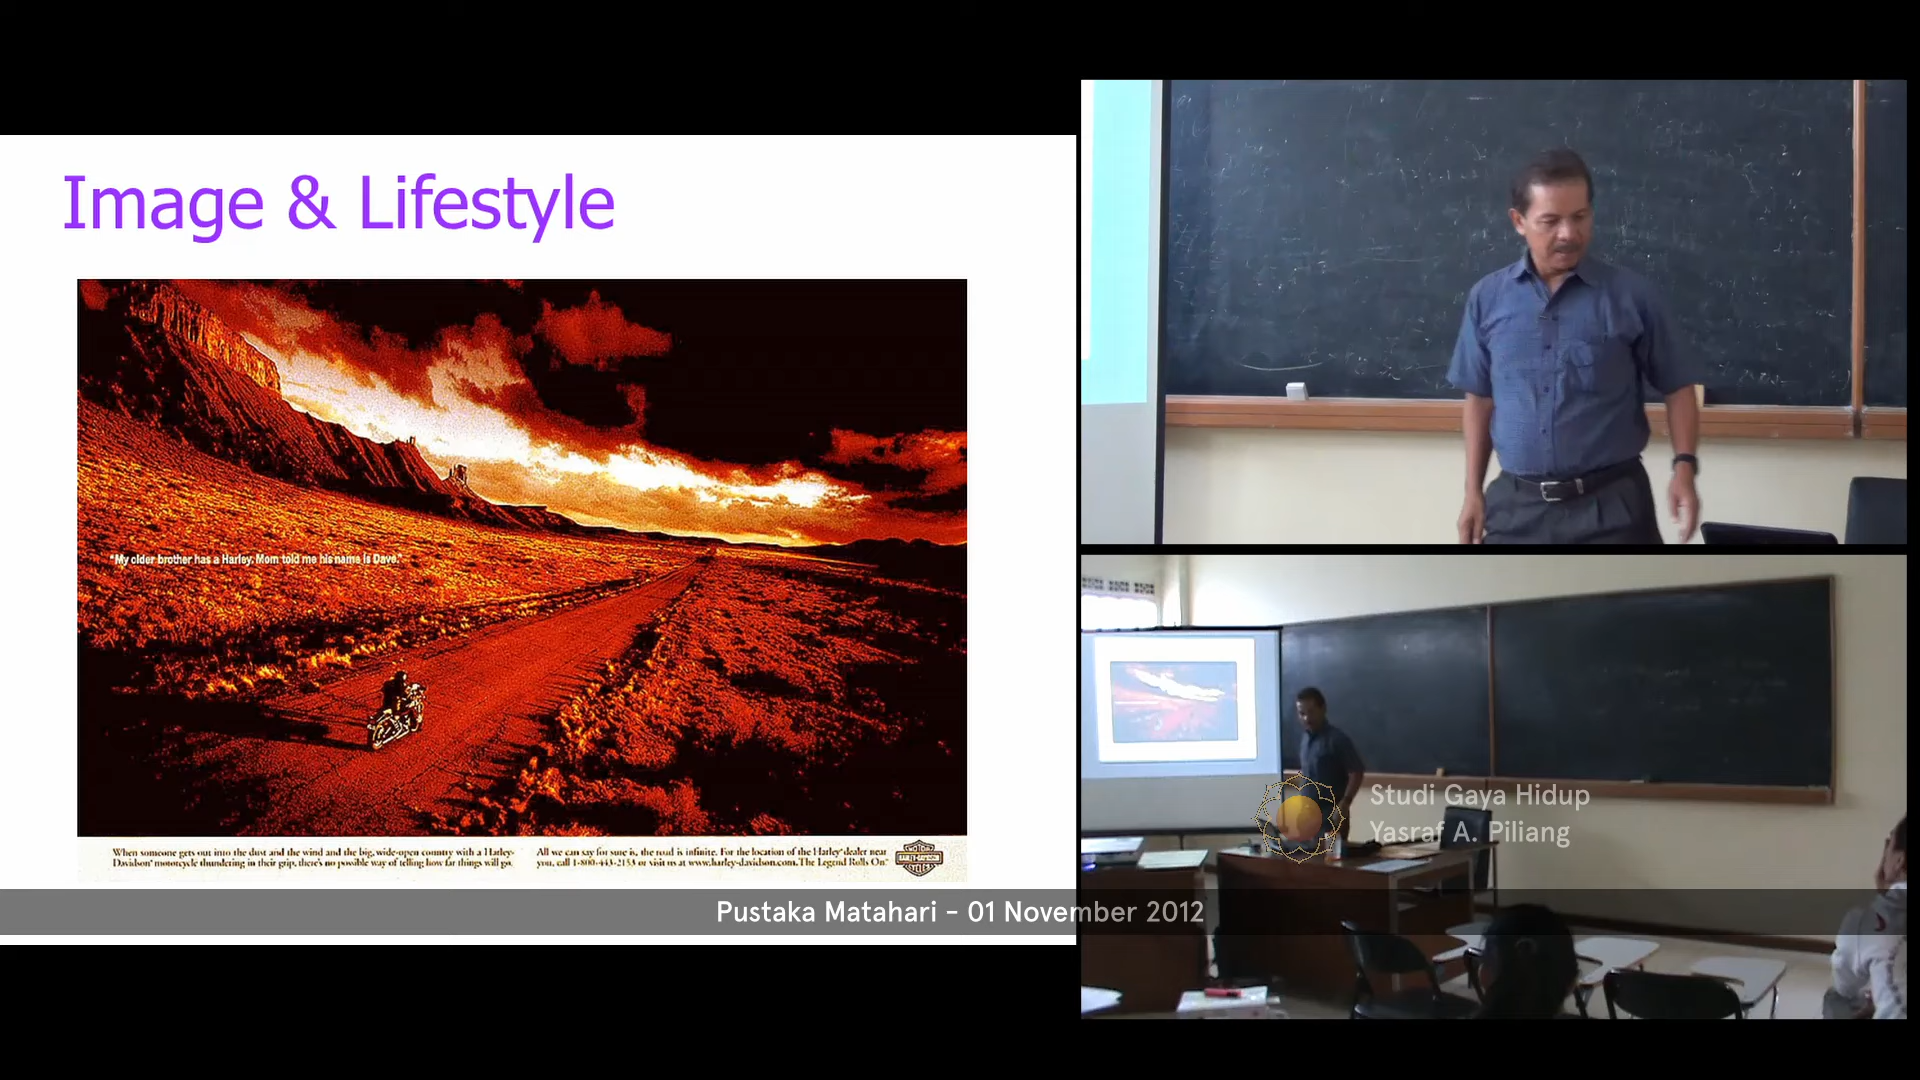 Image & Lifestyle
"My older brother has a Harley. Mom told me his name is Dave."
When someone gets out into the dust and the wind and the big, wide-open country with a Harley-
Davidson® motorcycle thundering in their grip, there's no possible way of telling how far things will go.
All we can say for sure is, the road is infinite. For the location of the Harley® dealer near
you, call 1-800-443-2153 or visit us at www.harley-davidson.com. The Legend Rolls On.®
MOTOR
HARLEY-DAVIDSON
CYCLES
Studi Gaya Hidup
Yasraf A. Piliang
Pustaka Matahari - 01 November 2012